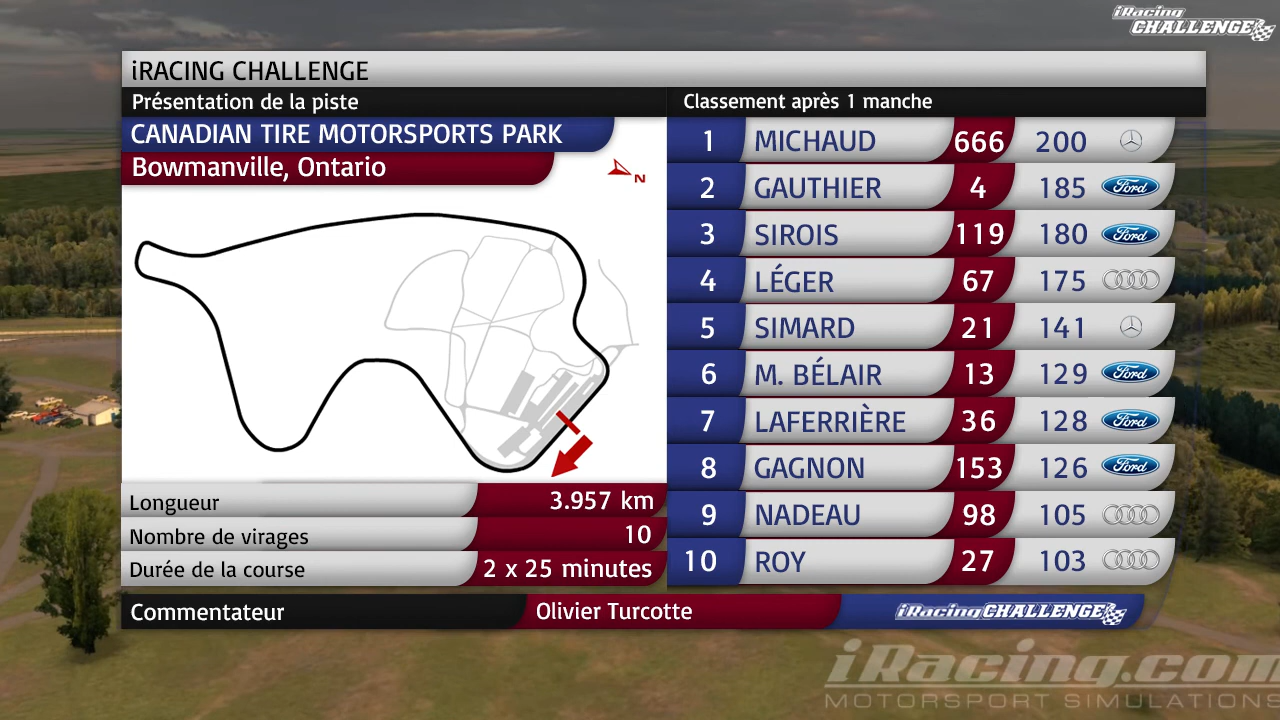 iRacing
CHALLENGE
iRACING CHALLENGE
Présentation de la piste
CANADIAN TIRE MOTORSPORTS PARK
Bowmanville, Ontario
N
Longueur 3.957 km
Nombre de virages 10
Durée de la course 2 x 25 minutes
Classement après 1 manche
1 MICHAUD 666 200
2 GAUTHIER 4 185 Ford
3 SIROIS 119 180 Ford
4 LÉGER 67 175
5 SIMARD 21 141
6 M. BÉLAIR 13 129 Ford
7 LAFERRIÈRE 36 128 Ford
8 GAGNON 153 126 Ford
9 NADEAU 98 105
10 ROY 27 103
Commentateur Olivier Turcotte iRacing CHALLENGE
iRacing.com
MOTORSPORT SIMULATIONS